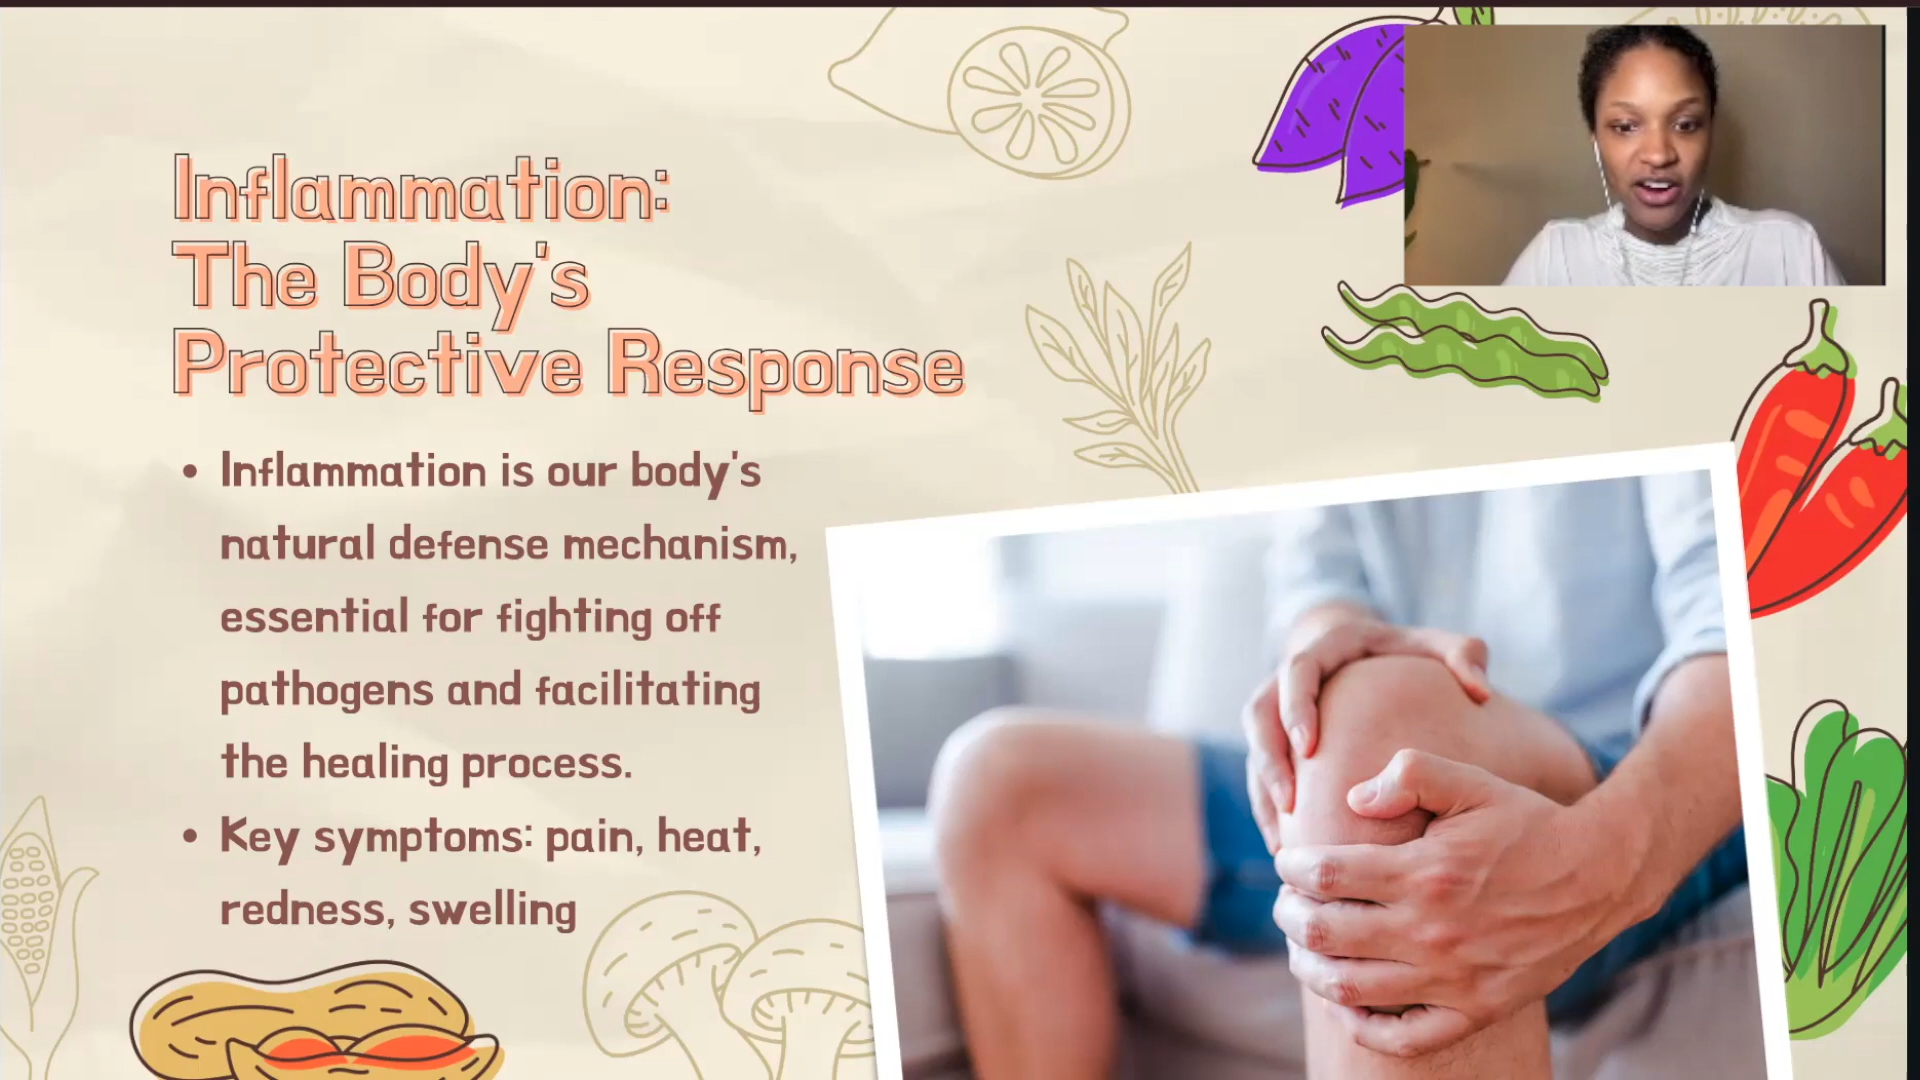 Inflammation:
The Body's
Protective Response
• Inflammation is our body's
natural defense mechanism,
essential for fighting off
pathogens and facilitating
the healing process.
• Key symptoms: pain, heat,
redness, swelling